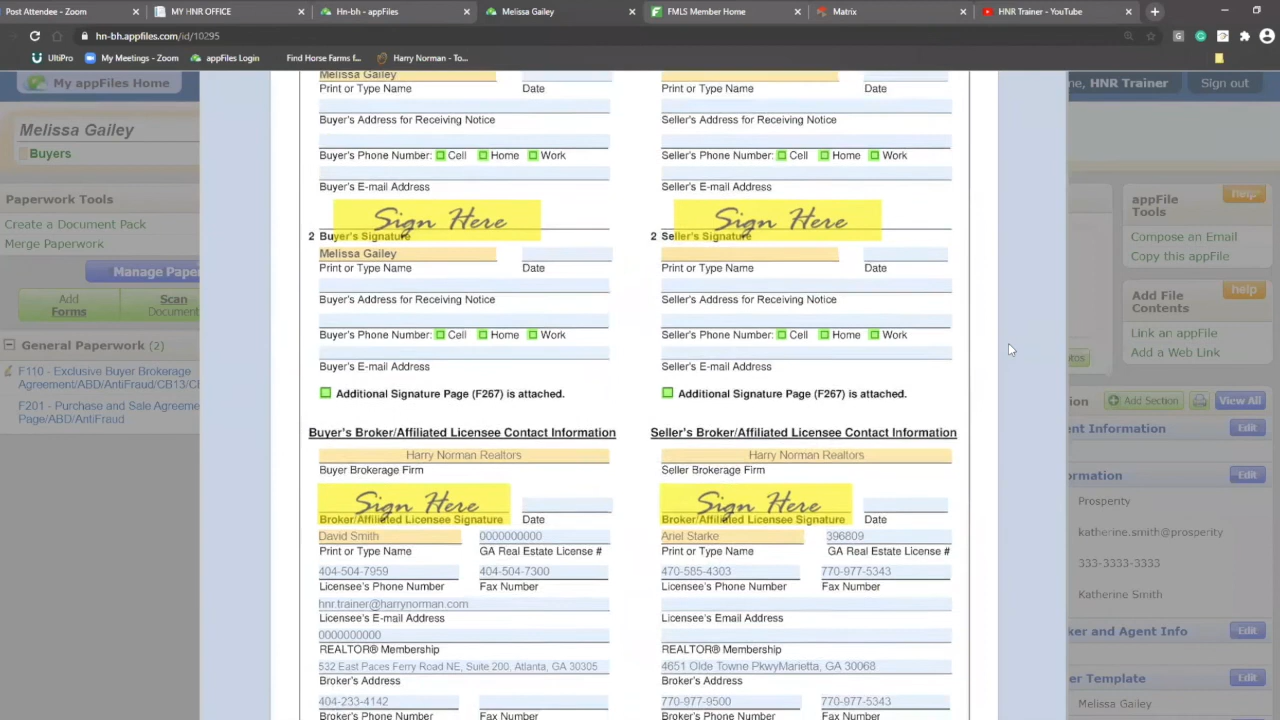 Post Attendee - Zoom
MY HNR OFFICE
Hn-bh - appFiles
Melissa Gailey
FMLS Member Home
Matrix
HNR Trainer - YouTube
hn-bh.appfiles.com/id/10295
UltiPro
My Meetings - Zoom
appFiles Login
Find Horse Farms f...
Harry Norman - To...
My appFiles Home
me, HNR Trainer
Sign out
Melissa Gailey
Buyers
Paperwork Tools
Create a Document Pack
Merge Paperwork
Manage Paper
Add Forms
Scan Document
General Paperwork (2)
F110 - Exclusive Buyer Brokerage
Agreement/ABD/AntiFraud/CB13/CB
F201 - Purchase and Sale Agreeme
Page/ABD/AntiFraud
Melissa Gailey
Print or Type Name Date
Print or Type Name Date
Buyer's Address for Receiving Notice
Seller's Address for Receiving Notice
Buyer's Phone Number: Cell Home Work
Seller's Phone Number: Cell Home Work
Buyer's E-mail Address
Seller's E-mail Address
Sign Here
Sign Here
2 Buyer's Signature
2 Seller's Signature
Melissa Gailey
Print or Type Name Date
Print or Type Name Date
Buyer's Address for Receiving Notice
Seller's Address for Receiving Notice
Buyer's Phone Number: Cell Home Work
Seller's Phone Number: Cell Home Work
Buyer's E-mail Address
Seller's E-mail Address
Additional Signature Page (F267) is attached.
Additional Signature Page (F267) is attached.
Buyer's Broker/Affiliated Licensee Contact Information
Harry Norman Realtors
Buyer Brokerage Firm
Sign Here
Broker/Affiliated Licensee Signature Date
David Smith 0000000000
Print or Type Name GA Real Estate License #
404-504-7959 404-504-7300
Licensee's Phone Number Fax Number
hnr.trainer@harrynorman.com
Licensee's E-mail Address
0000000000
REALTOR® Membership
532 East Paces Ferry Road NE, Suite 200. Atlanta, GA 30305
Broker's Address
404-233-4142
Broker's Phone Number Fax Number
Seller's Broker/Affiliated Licensee Contact Information
Harry Norman Realtors
Seller Brokerage Firm
Sign Here
Broker/Affiliated Licensee Signature Date
Ariel Starke 396809
Print or Type Name GA Real Estate License #
470-585-4303 770-977-5343
Licensee's Phone Number Fax Number
Licensee's Email Address
REALTOR® Membership
4651 Olde Towne PkwyMarietta, GA 30068
Broker's Address
770-977-9500 770-977-5343
Broker's Phone Number Fax Number
appFile Tools
help
Compose an Email
Copy this appFile
Add File Contents
help
Link an appFile
Add a Web Link
otos
tion
Add Section
View All
gent Information
Edit
formation
Edit
Prosperity
katherine.smith@prosperity
333-3333-3333
Katherine Smith
ker and Agent Info
Edit
er Template
Edit
Melissa Gailey